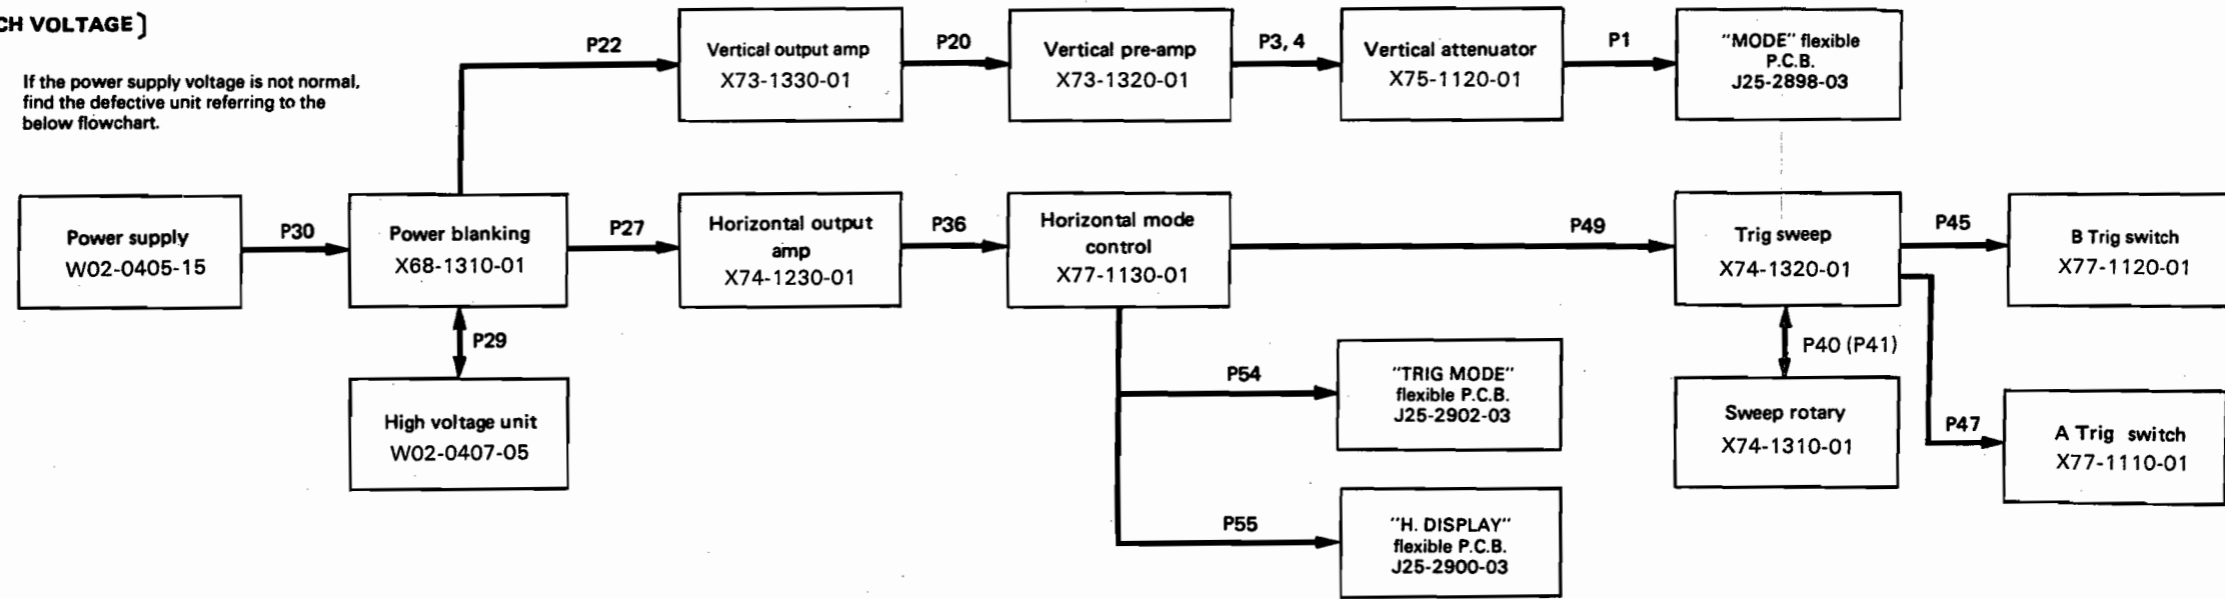 CH VOLTAGE]
If the power supply voltage is not normal,
find the defective unit referring to the
below flowchart.
P22
Vertical output amp
X73-1330-01
P20
Vertical pre-amp
X73-1320-01
P3, 4
Vertical attenuator
X75-1120-01
P1
"MODE" flexible
P.C.B.
J25-2898-03
Power supply
W02-0405-15
P30
Power blanking
X68-1310-01
P27
Horizontal output
amp
X74-1230-01
P36
Horizontal mode
control
X77-1130-01
P49
Trig sweep
X74-1320-01
P45
B Trig switch
X77-1120-01
P29
High voltage unit
W02-0407-05
P54
"TRIG MODE"
flexible P.C.B.
J25-2902-03
P40 (P41)
Sweep rotary
X74-1310-01
P47
A Trig switch
X77-1110-01
P55
"H. DISPLAY"
flexible P.C.B.
J25-2900-03